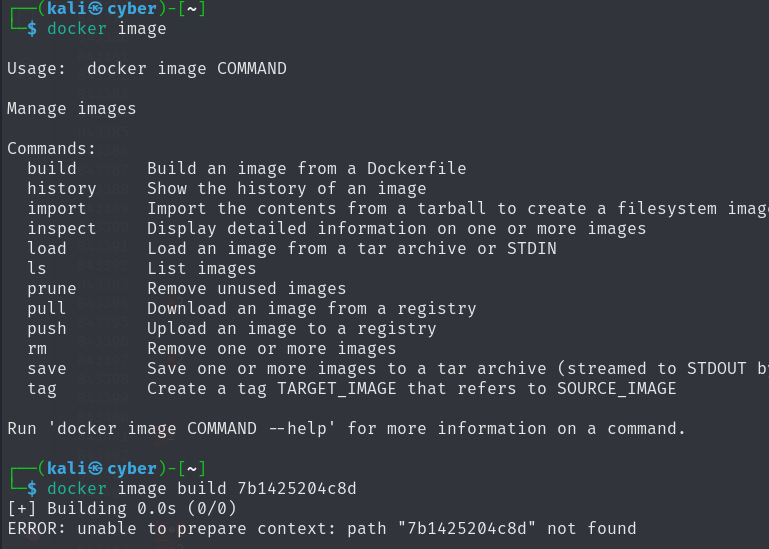 ┌──(kali㉿cyber)-[~]
└─$ docker image
Usage:  docker image COMMAND
Manage images
Commands:
build       Build an image from a Dockerfile
history     Show the history of an image
import      Import the contents from a tarball to create a filesystem
inspect     Display detailed information on one or more images
load        Load an image from a tar archive or STDIN
ls          List images
prune       Remove unused images
pull        Download an image from a registry
push        Upload an image to a registry
rm          Remove one or more images
save        Save one or more images to a tar archive (streamed to STDOUT
tag         Create a tag TARGET_IMAGE that refers to SOURCE_IMAGE
Run 'docker image COMMAND --help' for more information on a command.
┌──(kali㉿cyber)-[~]
└─$ docker image build 7b1425204c8d
[+] Building 0.0s (0/0)
ERROR: unable to prepare context: path "7b1425204c8d" not found